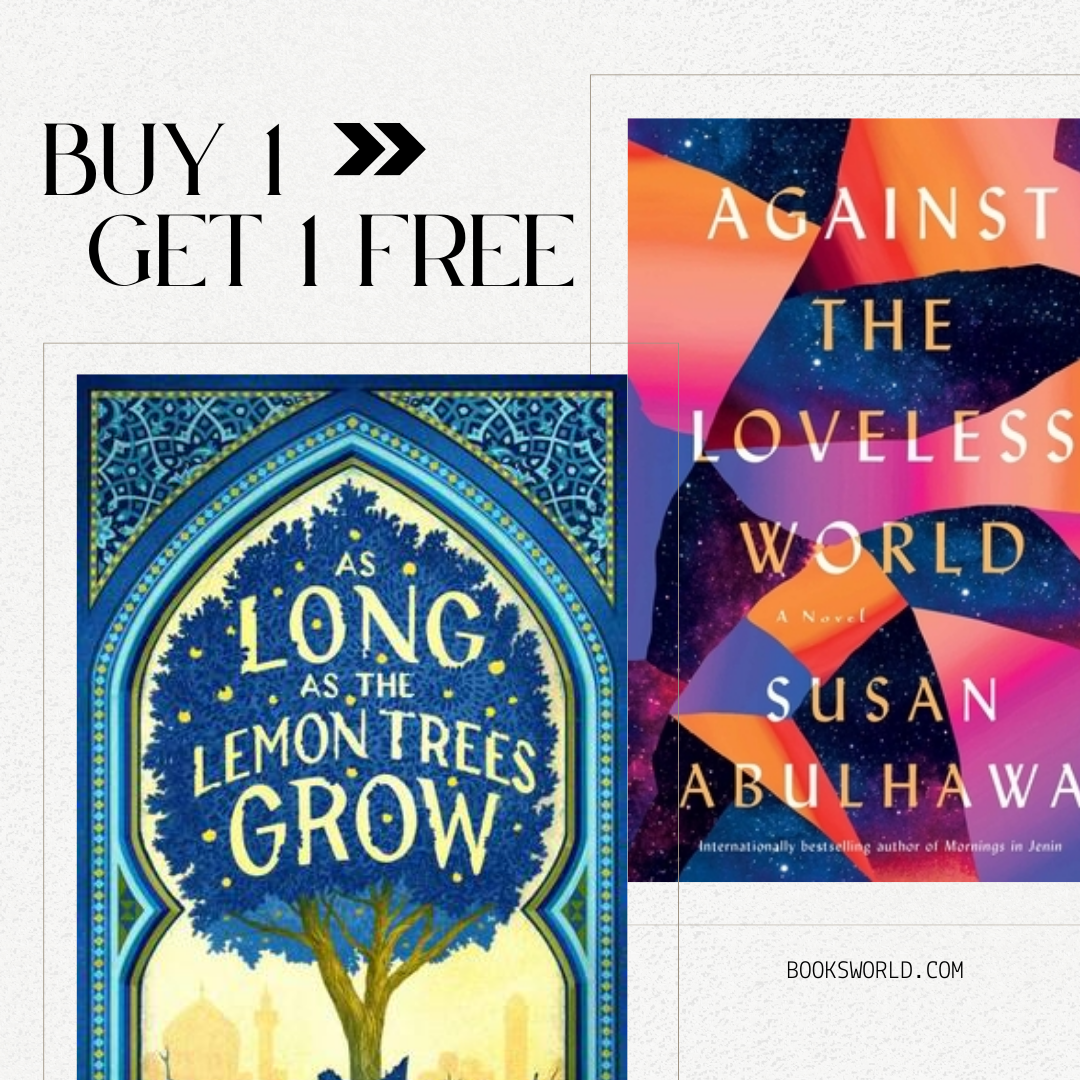 BUY 1
GET 1 FREE
AGAINST
THE
LOVELESS
WORLD
A Novel
SUSAN
ABULHAWA
Internationally bestselling author of Mornings in Jenin
AS
LONG
AS THE
LEMON TREES
GROW
BOOKSWORLD.COM